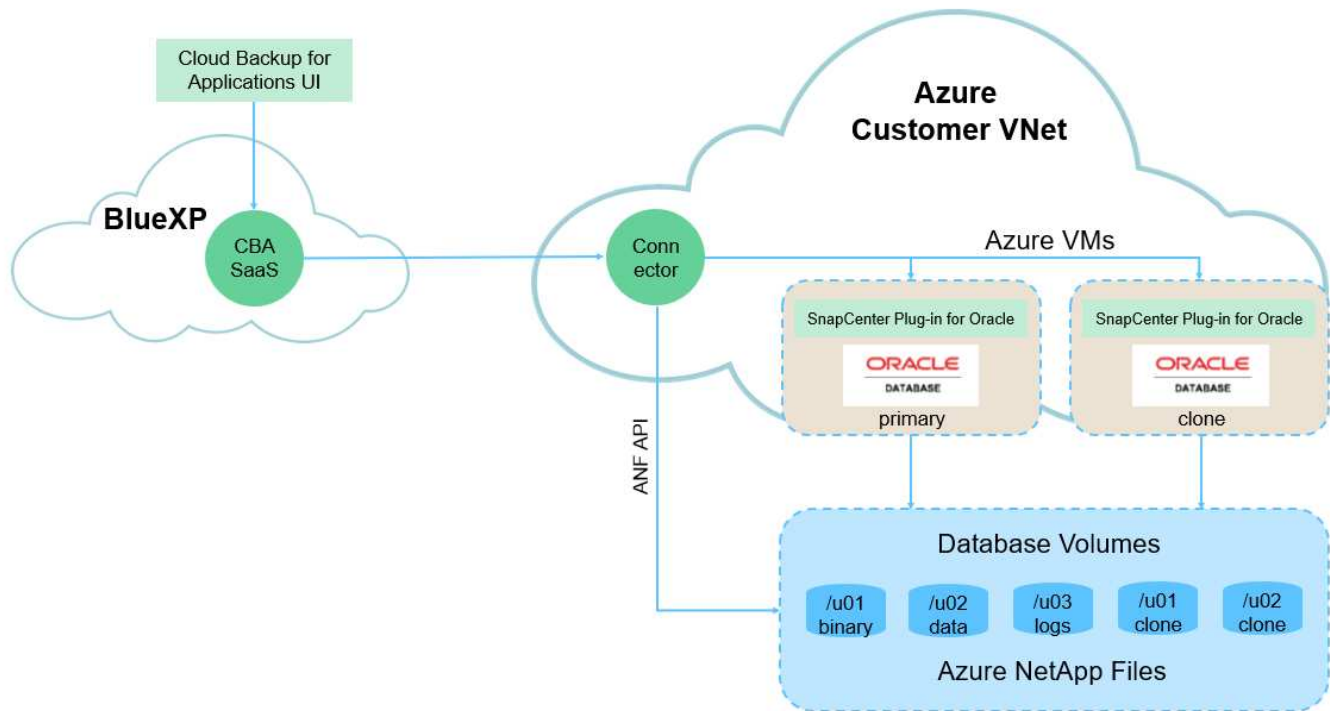 Cloud Backup for
Applications UI
BlueXP
CBA
SaaS
Azure
Customer VNet
Conn
ector
Azure VMs
SnapCenter Plug-in for Oracle
ORACLE
DATABASE
primary
SnapCenter Plug-in for Oracle
ORACLE
DATABASE
clone
ANF API
Database Volumes
/u01
binary
/u02
data
/u03
logs
/u01
clone
/u02
clone
Azure NetApp Files